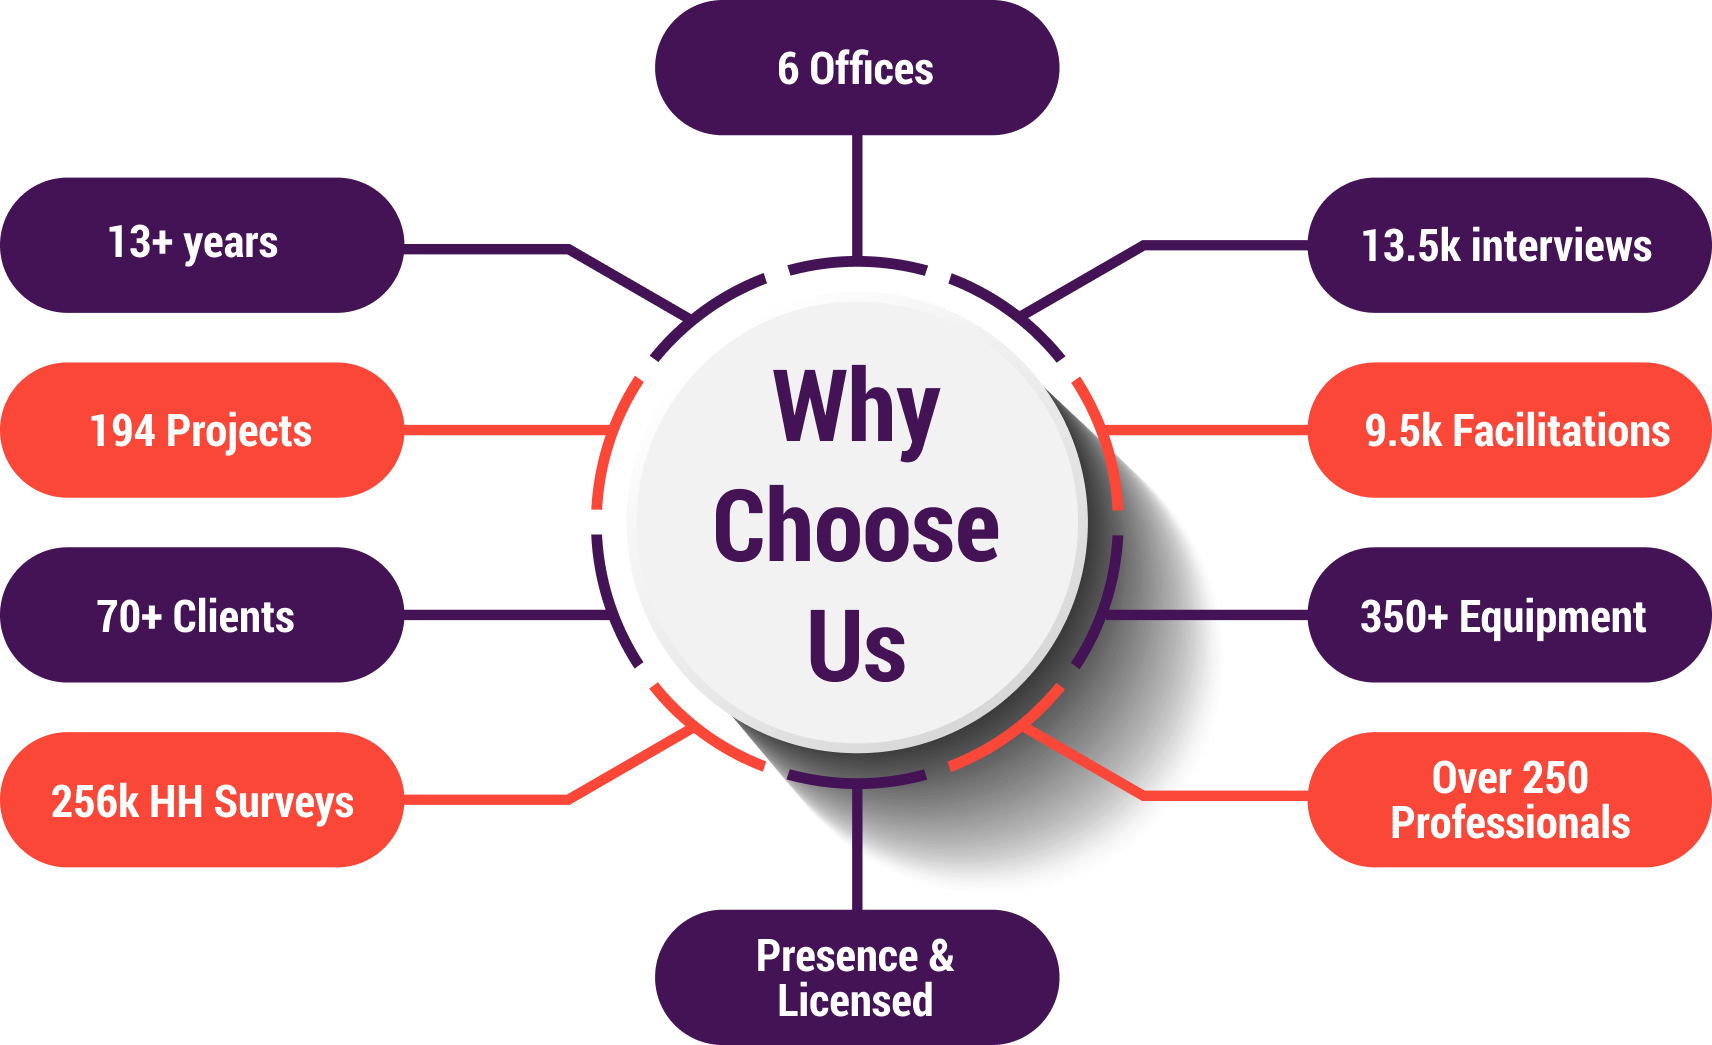 6 Offices
13+ years
13.5k interviews
194 Projects
9.5k Facilitations
Why
Choose
Us
70+ Clients
350+ Equipment
256k HH Surveys
Over 250
Professionals
Presence &
Licensed